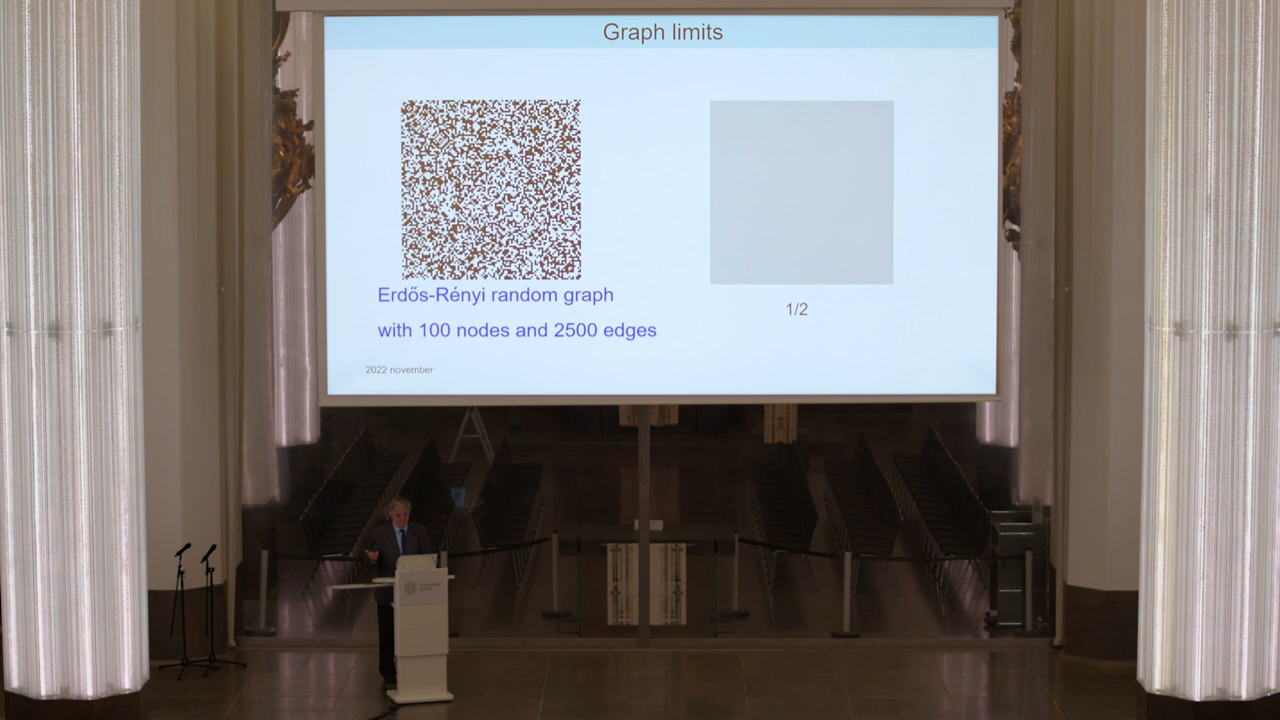 Graph limits
Erdős-Rényi random graph
with 100 nodes and 2500 edges
1/2
2022 november